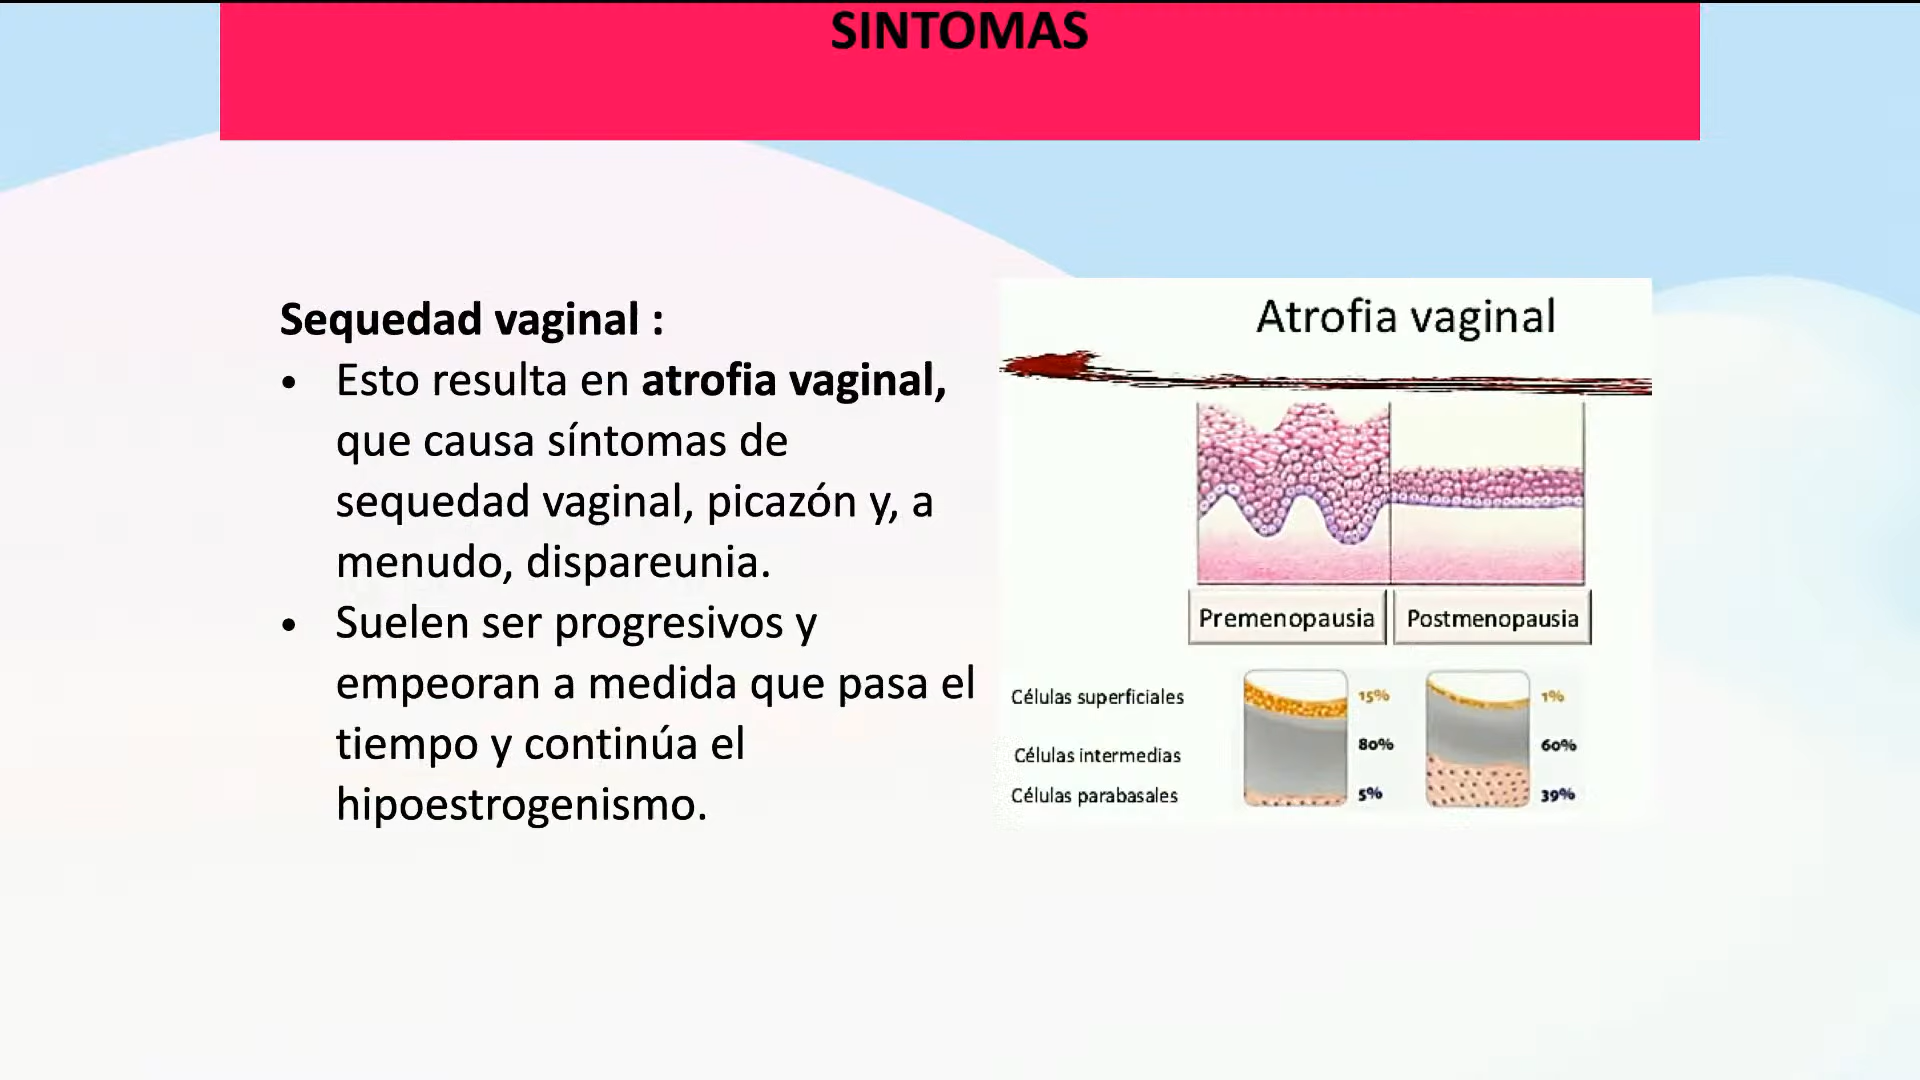 SINTOMAS
Sequedad vaginal :
• Esto resulta en atrofia vaginal,
que causa síntomas de
sequedad vaginal, picazón y, a
menudo, dispareunia.
• Suelen ser progresivos y
empeoran a medida que pasa el
tiempo y continúa el
hipoestrogenismo.
Atrofia vaginal
Premenopausia Postmenopausia
Células superficiales 15% 1%
Células intermedias 80% 60%
Células parabasales 5% 39%